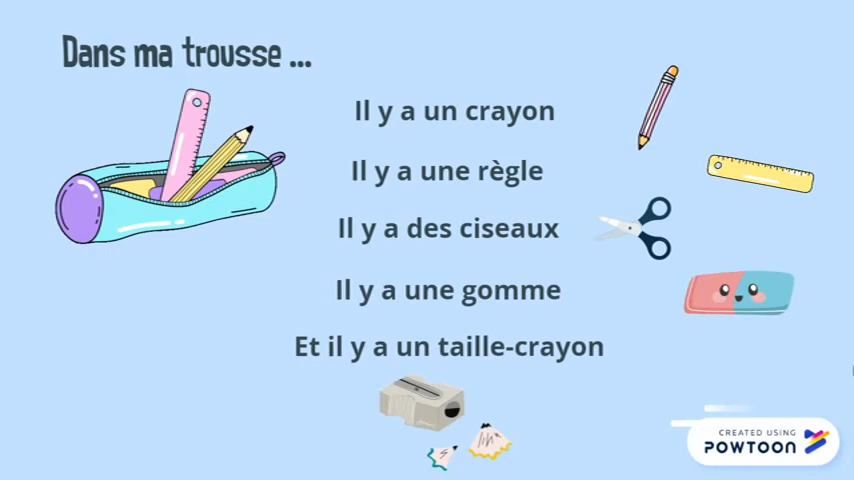 Dans ma trousse ...
Il y a un crayon
Il y a une règle
Il y a des ciseaux
Il y a une gomme
Et il y a un taille-crayon
CREATED USING
POWTOON